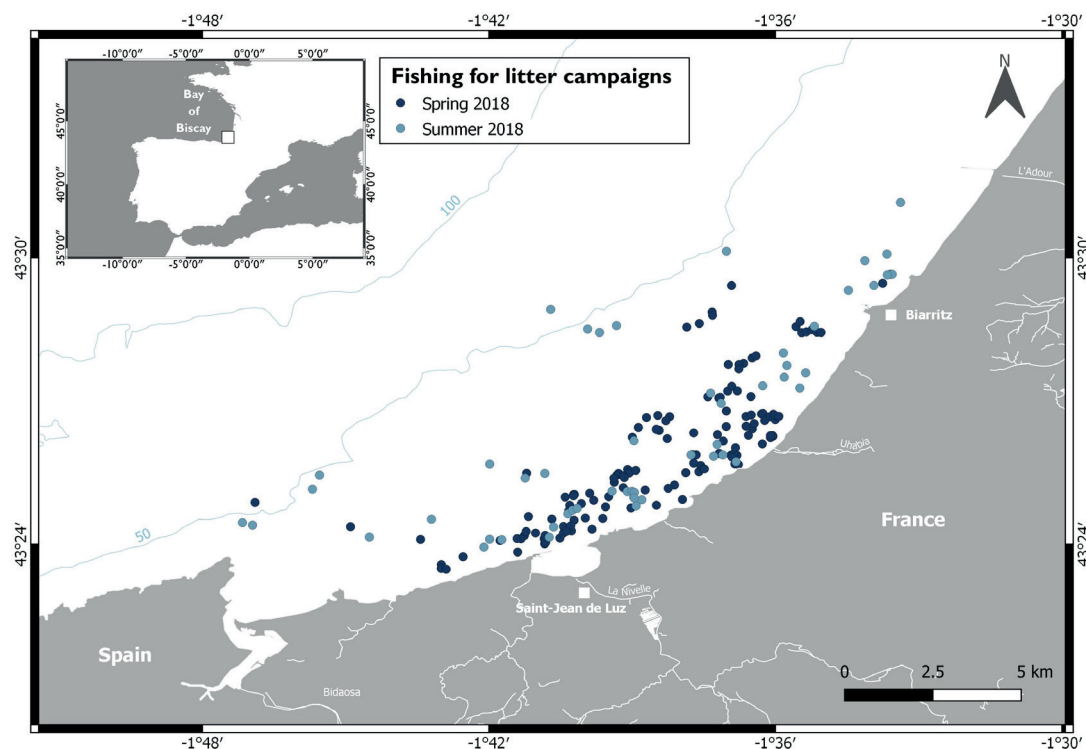 -1°48' -1°42' -1°36' -1°30'
-10°0'0" -5°0'0" 0°0'0" 5°0'0"
Fishing for litter campaigns
Spring 2018
Summer 2018
N
Bay
of
Biscay
45°0'0" 45°0'0"
40°0'0" 40°0'0"
35°0'0" 35°0'0"
-10°0'0" -5°0'0" 0°0'0" 5°0'0"
L'Adour
100
43°30' 43°30'
Biarritz
Uhabia
50
France
43°24' 43°24'
La Nivelle
Saint-Jean de Luz
Spain
Bidaosa
0 2.5 5 km
-1°48' -1°42' -1°36' -1°30'